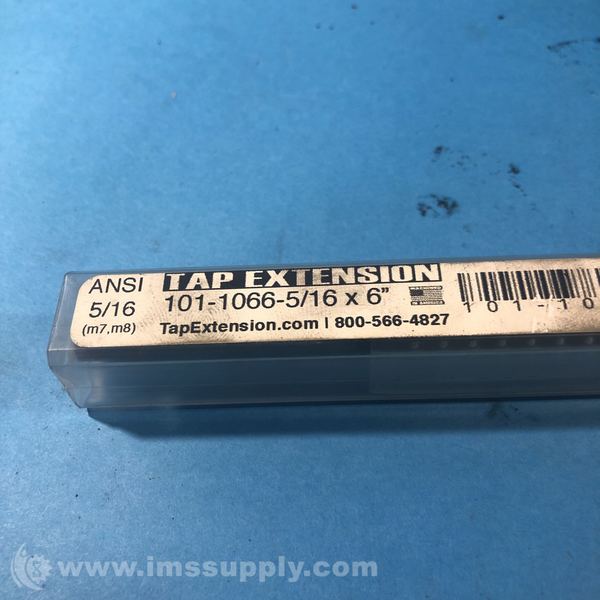 ANSI
5/16
(m7,m8)
TAP EXTENSION
101-1066-5/16 x 6”
TapExtension.com | 800-566-4827
101-10
www.imssupply.com